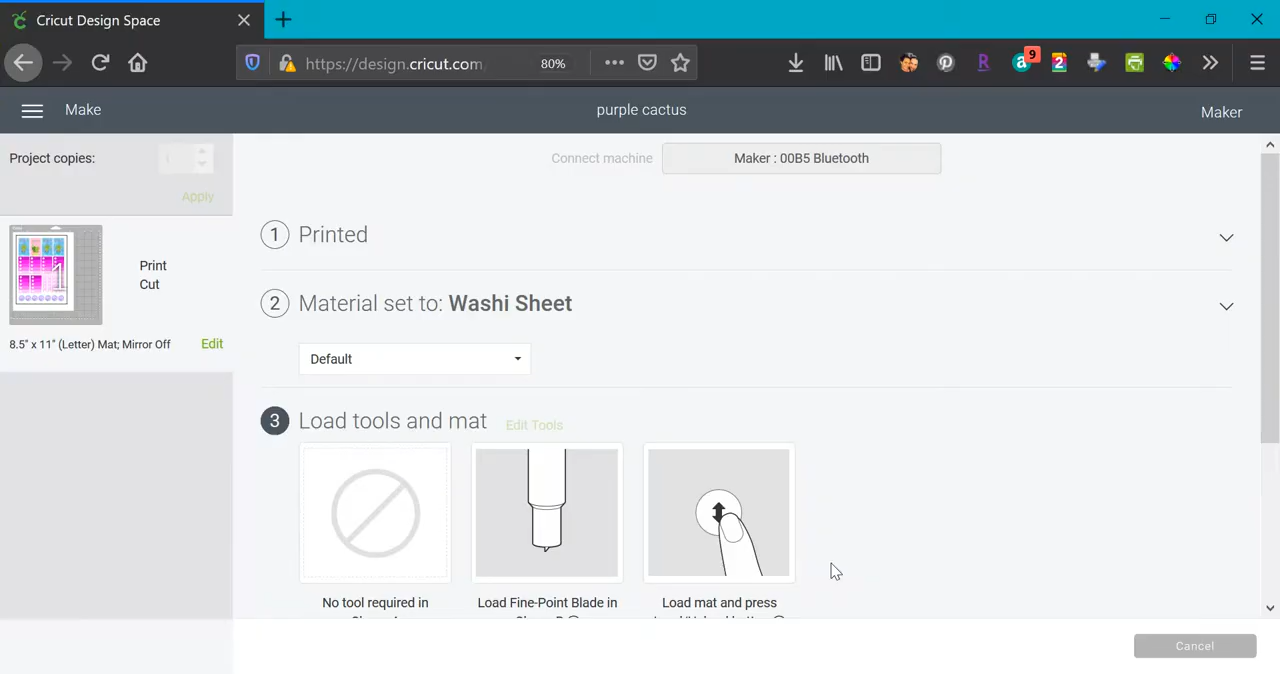 Cricut Design Space
https://design.cricut.com
80%
9
R
a
2
Make
purple cactus
Maker
Project copies:
Apply
Connect machine
Maker : 00B5 Bluetooth
1
Print
Cut
8.5" x 11" (Letter) Mat; Mirror Off
Edit
1 Printed
2 Material set to: Washi Sheet
Default
3 Load tools and mat
Edit Tools
No tool required in
Load Fine-Point Blade in
Load mat and press
Cancel